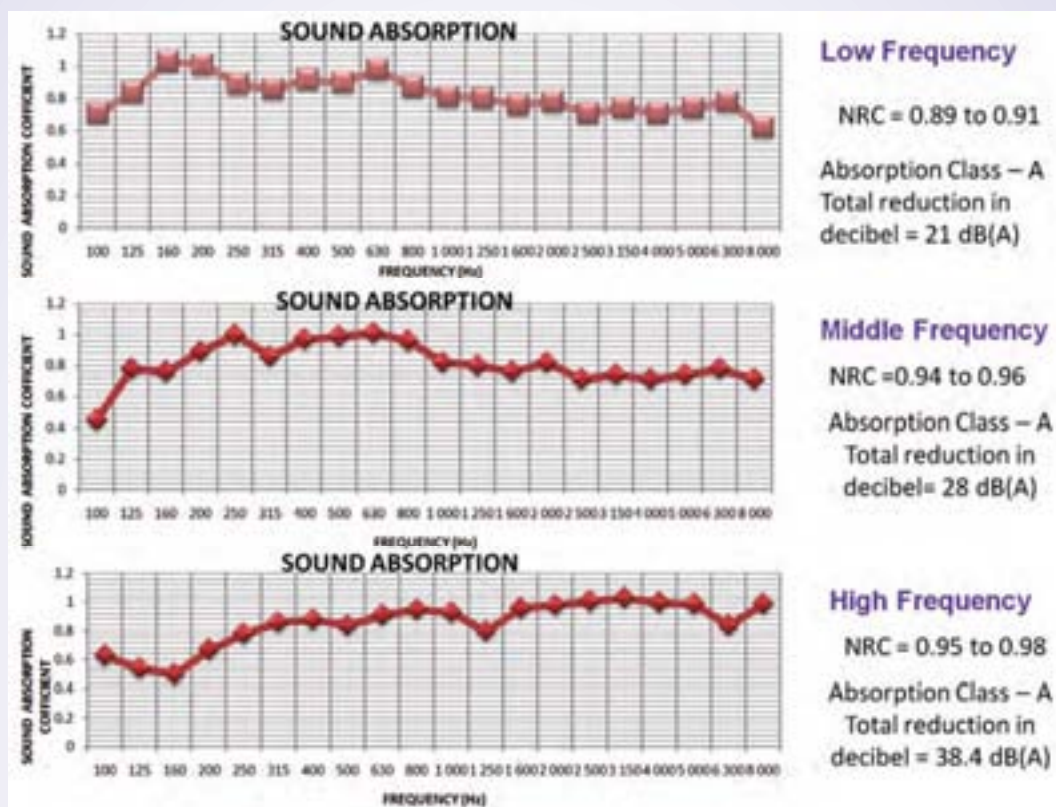 SOUND ABSORPTION
1.2
1
0.8
0.6
0.4
0.2
0
SOUND ABSORPTION COFFICIENT
100 125 160 200 250 315 400 500 630 800 1 000 1 250 1 600 2 000 2 500 3 150 4 000 5 000 6 300 8 000
FREQUENCY (Hz)
Low Frequency
NRC = 0.89 to 0.91
Absorption Class – A
Total reduction in
decibel = 21 dB(A)
SOUND ABSORPTION
1.2
1
0.8
0.6
0.4
0.2
0
SOUND ABSORPTION COFFICIENT
100 125 160 200 250 315 400 500 630 800 1 000 1 250 1 600 2 000 2 500 3 150 4 000 5 000 6 300 8 000
FREQUENCY (Hz)
Middle Frequency
NRC =0.94 to 0.96
Absorption Class – A
Total reduction in
decibel= 28 dB(A)
SOUND ABSORPTION
1.2
1
0.8
0.6
0.4
0.2
0
SOUND ABSORPTION
COFFICIENT
100 125 160 200 250 315 400 500 630 800 1 000 1 250 1 600 2 000 2 500 3 150 4 000 5 000 6 300 8 000
FREQUENCY (Hz)
High Frequency
NRC = 0.95 to 0.98
Absorption Class – A
Total reduction in
decibel = 38.4 dB(A)